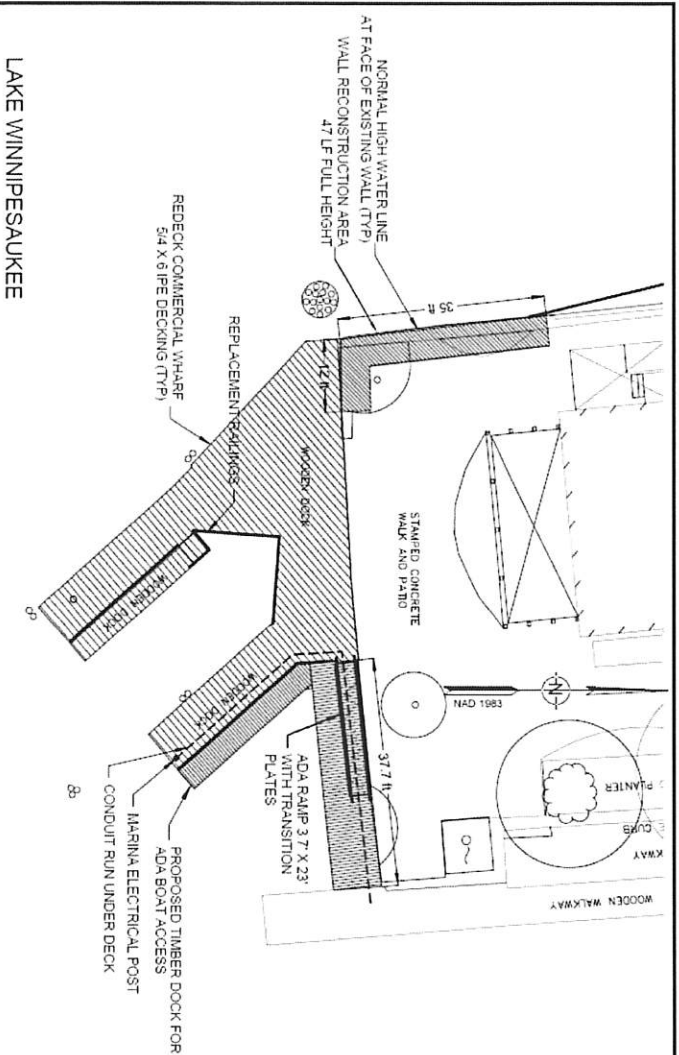 NORMAL HIGH WATER LINE
AT FACE OF EXISTING WALL (TYP)
WALL RECONSTRUCTION AREA
47 LF FULL HEIGHT
35 ft
12 ft
LAKE WINNIPESAUKEE
REDECK COMMERCIAL WHARF
5/4 X 6 IPE DECKING (TYP)
REPLACEMENT RAILINGS
WOODEN DOCK
WOODEN DOCK
WOODEN DOCK
STAMPED CONCRETE
WALK AND PATIO
N
NAD 1983
37.7 ft
ADA RAMP 3.7' X 23'
WITH TRANSITION
PLATES
PROPOSED TIMBER DOCK FOR
ADA BOAT ACCESS
MARINA ELECTRICAL POST
CONDUIT RUN UNDER DECK
PLANTER
CURB
KWAY
WOODEN WALKWAY